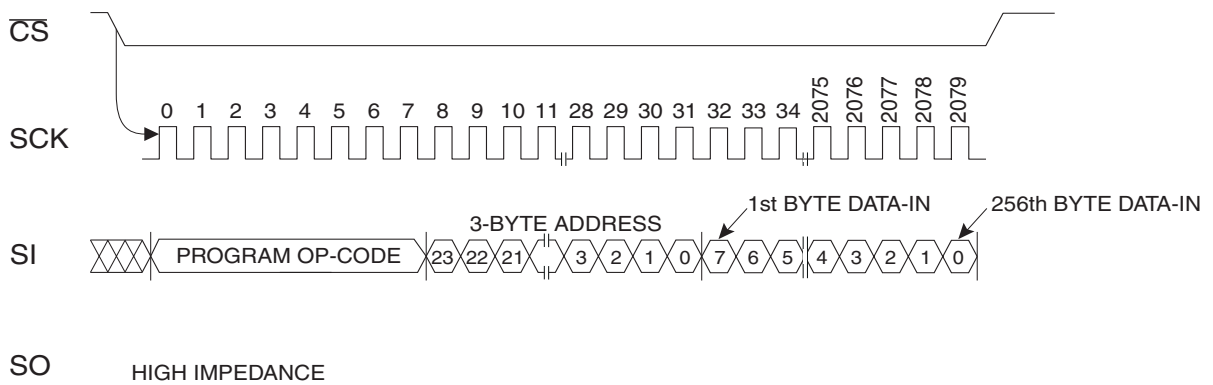 CS
0 1 2 3 4 5 6 7 8 9 10 11 28 29 30 31 32 33 34 2075 2076 2077 2078 2079
SCK
1st BYTE DATA-IN 256th BYTE DATA-IN
3-BYTE ADDRESS
SI PROGRAM OP-CODE 23 22 21 3 2 1 0 7 6 5 4 3 2 1 0
SO HIGH IMPEDANCE